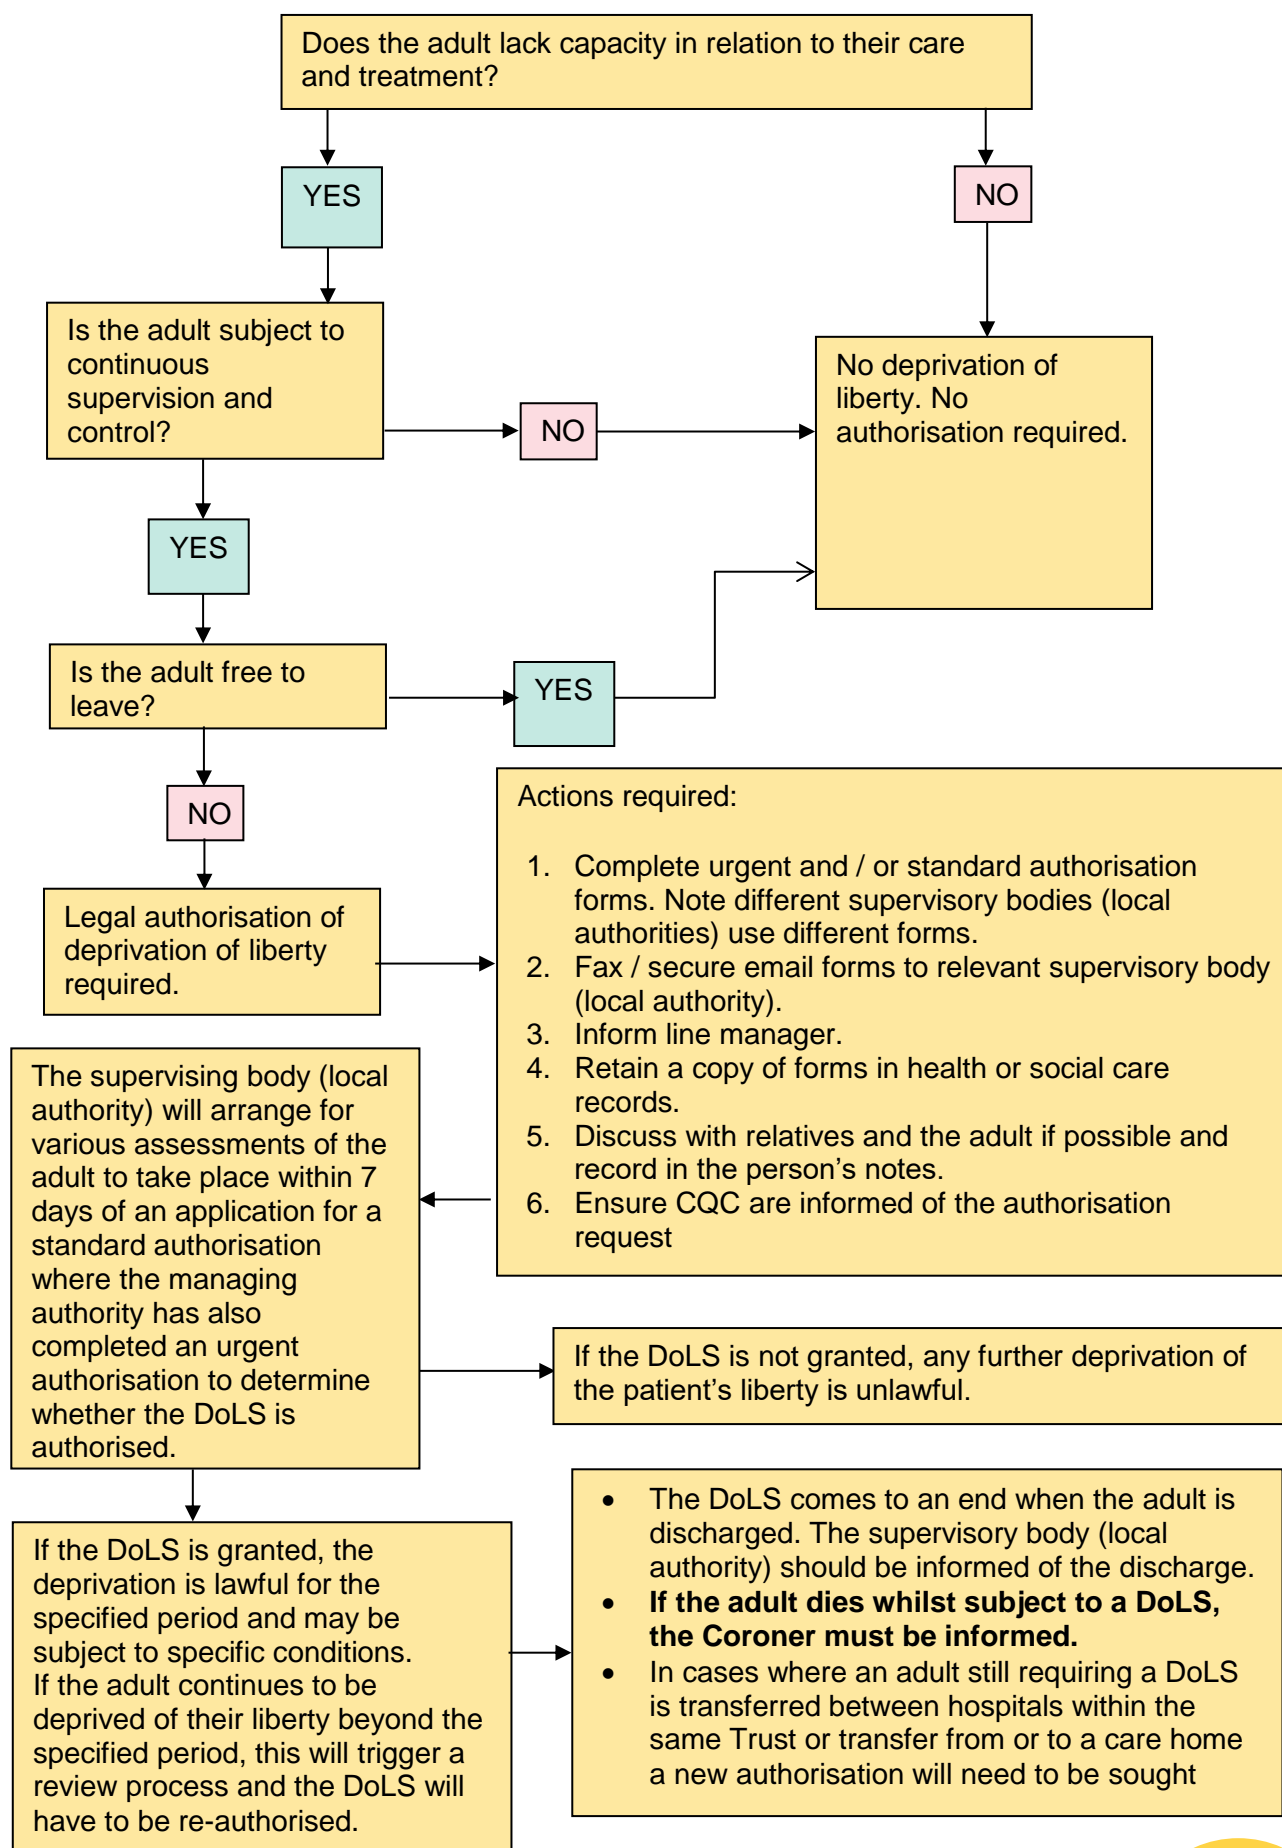 Does the adult lack capacity in relation to their care
and treatment?
YES
NO
Is the adult subject to
continuous
supervision and
control?
NO
No deprivation of
liberty. No
authorisation required.
YES
Is the adult free to
leave?
YES
NO
Legal authorisation of
deprivation of liberty
required.
Actions required:
1. Complete urgent and / or standard authorisation
forms. Note different supervisory bodies (local
authorities) use different forms.
2. Fax / secure email forms to relevant supervisory body
(local authority).
3. Inform line manager.
4. Retain a copy of forms in health or social care
records.
5. Discuss with relatives and the adult if possible and
record in the person's notes.
6. Ensure CQC are informed of the authorisation
request
The supervising body (local
authority) will arrange for
various assessments of the
adult to take place within 7
days of an application for a
standard authorisation
where the managing
authority has also
completed an urgent
authorisation to determine
whether the DoLS is
authorised.
If the DoLS is not granted, any further deprivation of
the patient's liberty is unlawful.
If the DoLS is granted, the
deprivation is lawful for the
specified period and may be
subject to specific conditions.
If the adult continues to be
deprived of their liberty beyond the
specified period, this will trigger a
review process and the DoLS will
have to be re-authorised.
• The DoLS comes to an end when the adult is
discharged. The supervisory body (local
authority) should be informed of the discharge.
• If the adult dies whilst subject to a DoLS,
the Coroner must be informed.
• In cases where an adult still requiring a DoLS
is transferred between hospitals within the
same Trust or transfer from or to a care home
a new authorisation will need to be sought